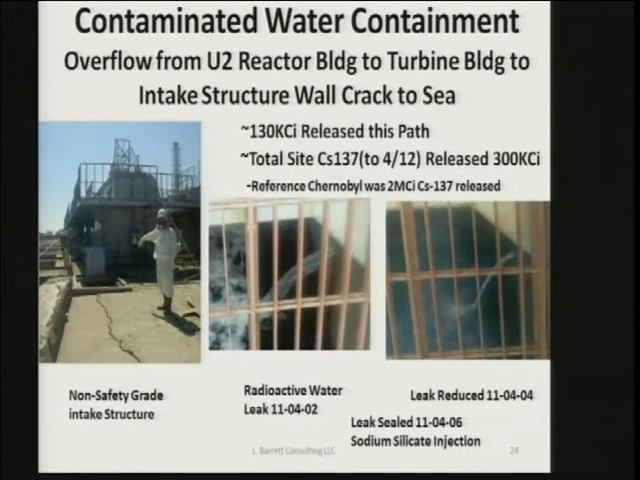 Contaminated Water Containment
Overflow from U2 Reactor Bldg to Turbine Bldg to
Intake Structure Wall Crack to Sea
~130KCi Released this Path
~Total Site Cs137(to 4/12) Released 300KCi
-Reference Chernobyl was 2MCi Cs-137 released
Non-Safety Grade
intake Structure
Radioactive Water
Leak 11-04-02
Leak Reduced 11-04-04
Leak Sealed 11-04-06
Sodium Silicate Injection
L. Barrett Consulting LLC
24